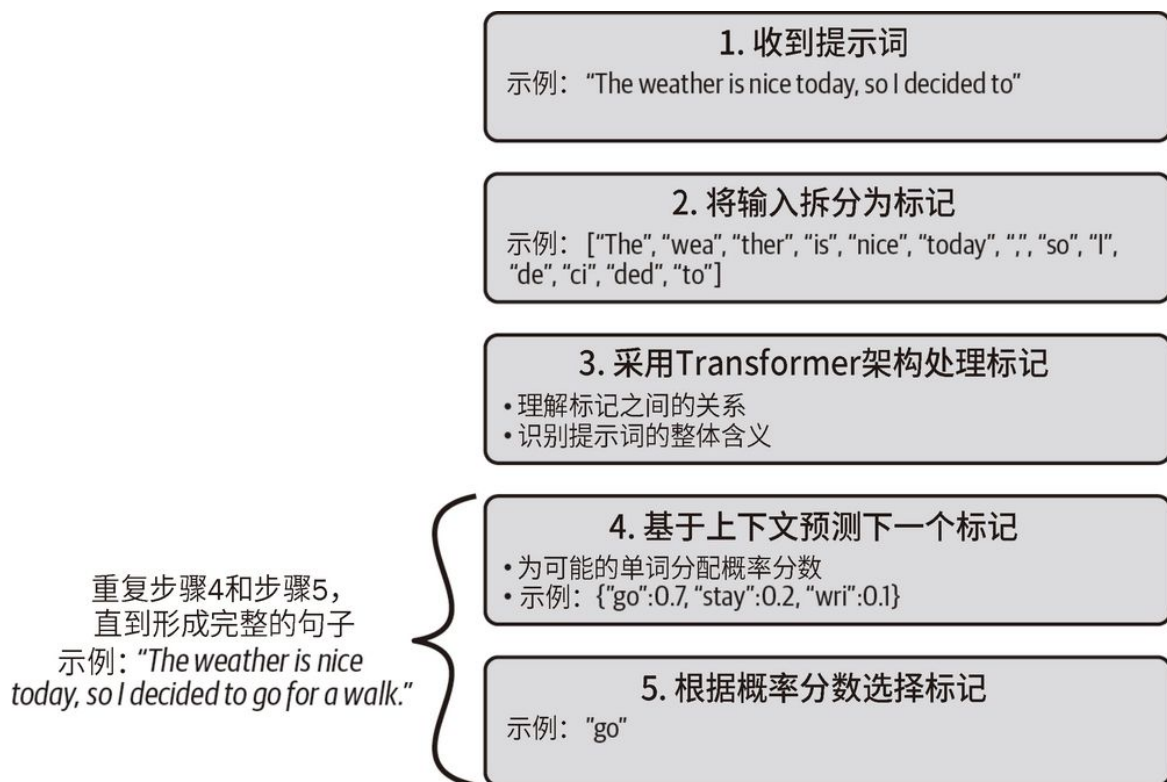 1. 收到提示词
示例：“The weather is nice today, so I decided to”
2. 将输入拆分为标记
示例：[“The”, “wea”, “ther”, “is”, “nice”, “today”, “,”, “so”, “I”,
“de”, “ci”, “ded”, “to”]
3. 采用Transformer架构处理标记
• 理解标记之间的关系
• 识别提示词的整体含义
4. 基于上下文预测下一个标记
• 为可能的单词分配概率分数
• 示例：{"go":0.7, “stay”:0.2, “wri”:0.1}
5. 根据概率分数选择标记
示例："go"
重复步骤4和步骤5，
直到形成完整的句子
示例：“The weather is nice
today, so I decided to go for a walk.”